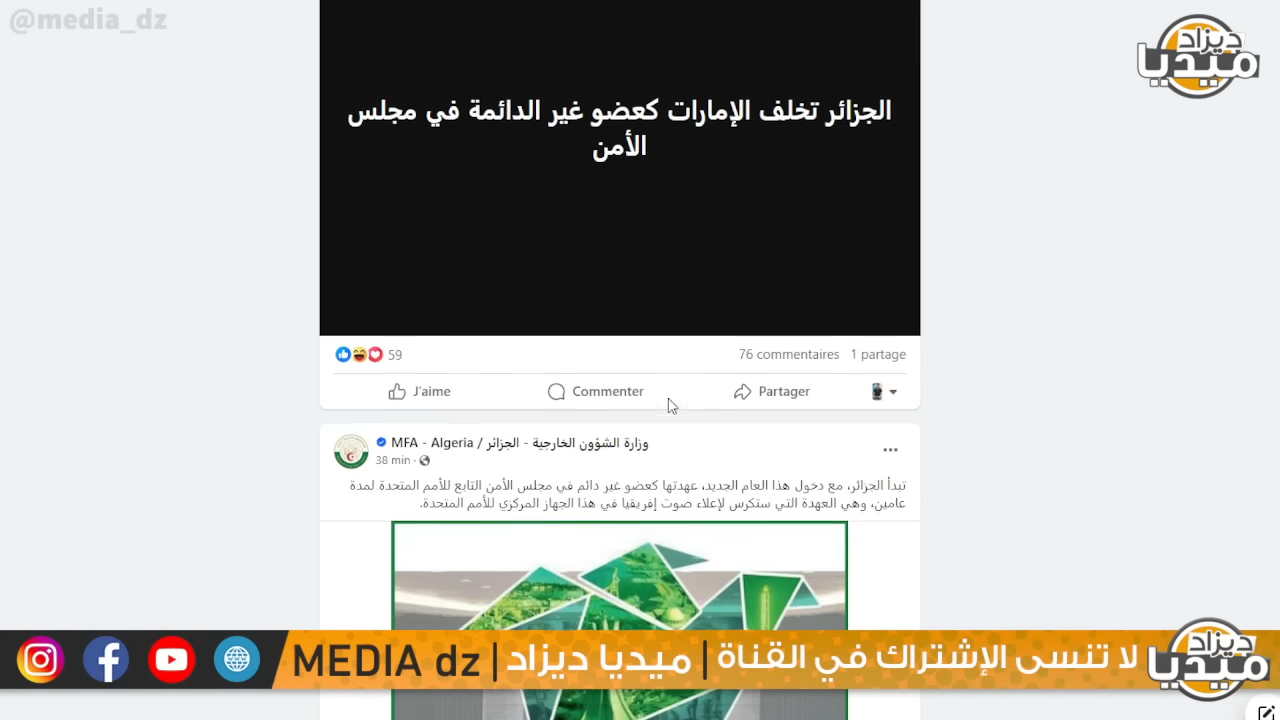 @media_dz
ديزاد
ميديا
الجزائر تخلف الإمارات كعضو غير الدائمة في مجلس
الأمن
59
76 commentaires 1 partage
J'aime
Commenter
Partager
MFA - Algeria / وزارة الشؤون الخارجية - الجزائر
38 min ·
تبدأ الجزائر، مع دخول هذا العام الجديد، عهدتها كعضو غير دائم في مجلس الأمن التابع للأمم المتحدة لمدة
عامين، وهي العهدة التي ستكرس لإعلاء صوت إفريقيا في هذا الجهاز المركزي للأمم المتحدة.
لا تنسى الإشتراك في القناة | ميديا ديزاد | MEDIA dz
ديزاد
ميديا